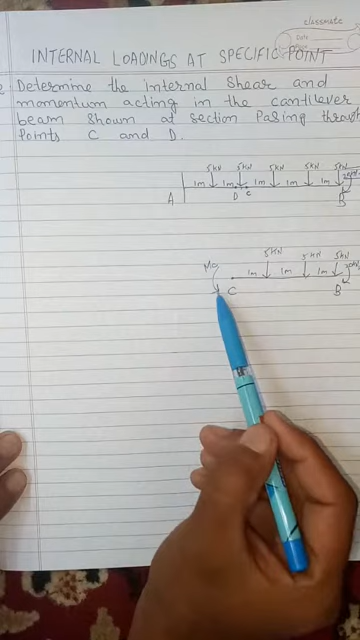 classmate
Date
INTERNAL LOADINGS AT SPECIFIC POINT
Determine the internal Shear and
momentum acting in the cantilever
beam shown at section Pasing through
Points C and D.
5kN 5kN 5kN 5kN 5kN
1m 1m 1m 1m 1m
A D C B
5kN 5kN 5kN
1m 1m 1m
C B